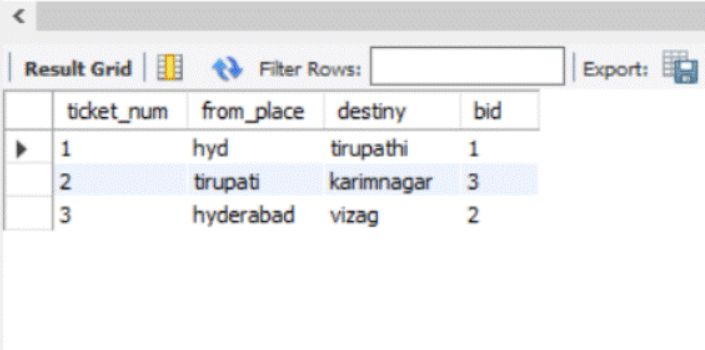 Result Grid Filter Rows: Export:
ticket_num from_place destiny bid
1 hyd tirupathi 1
2 tirupati karimnagar 3
3 hyderabad vizag 2